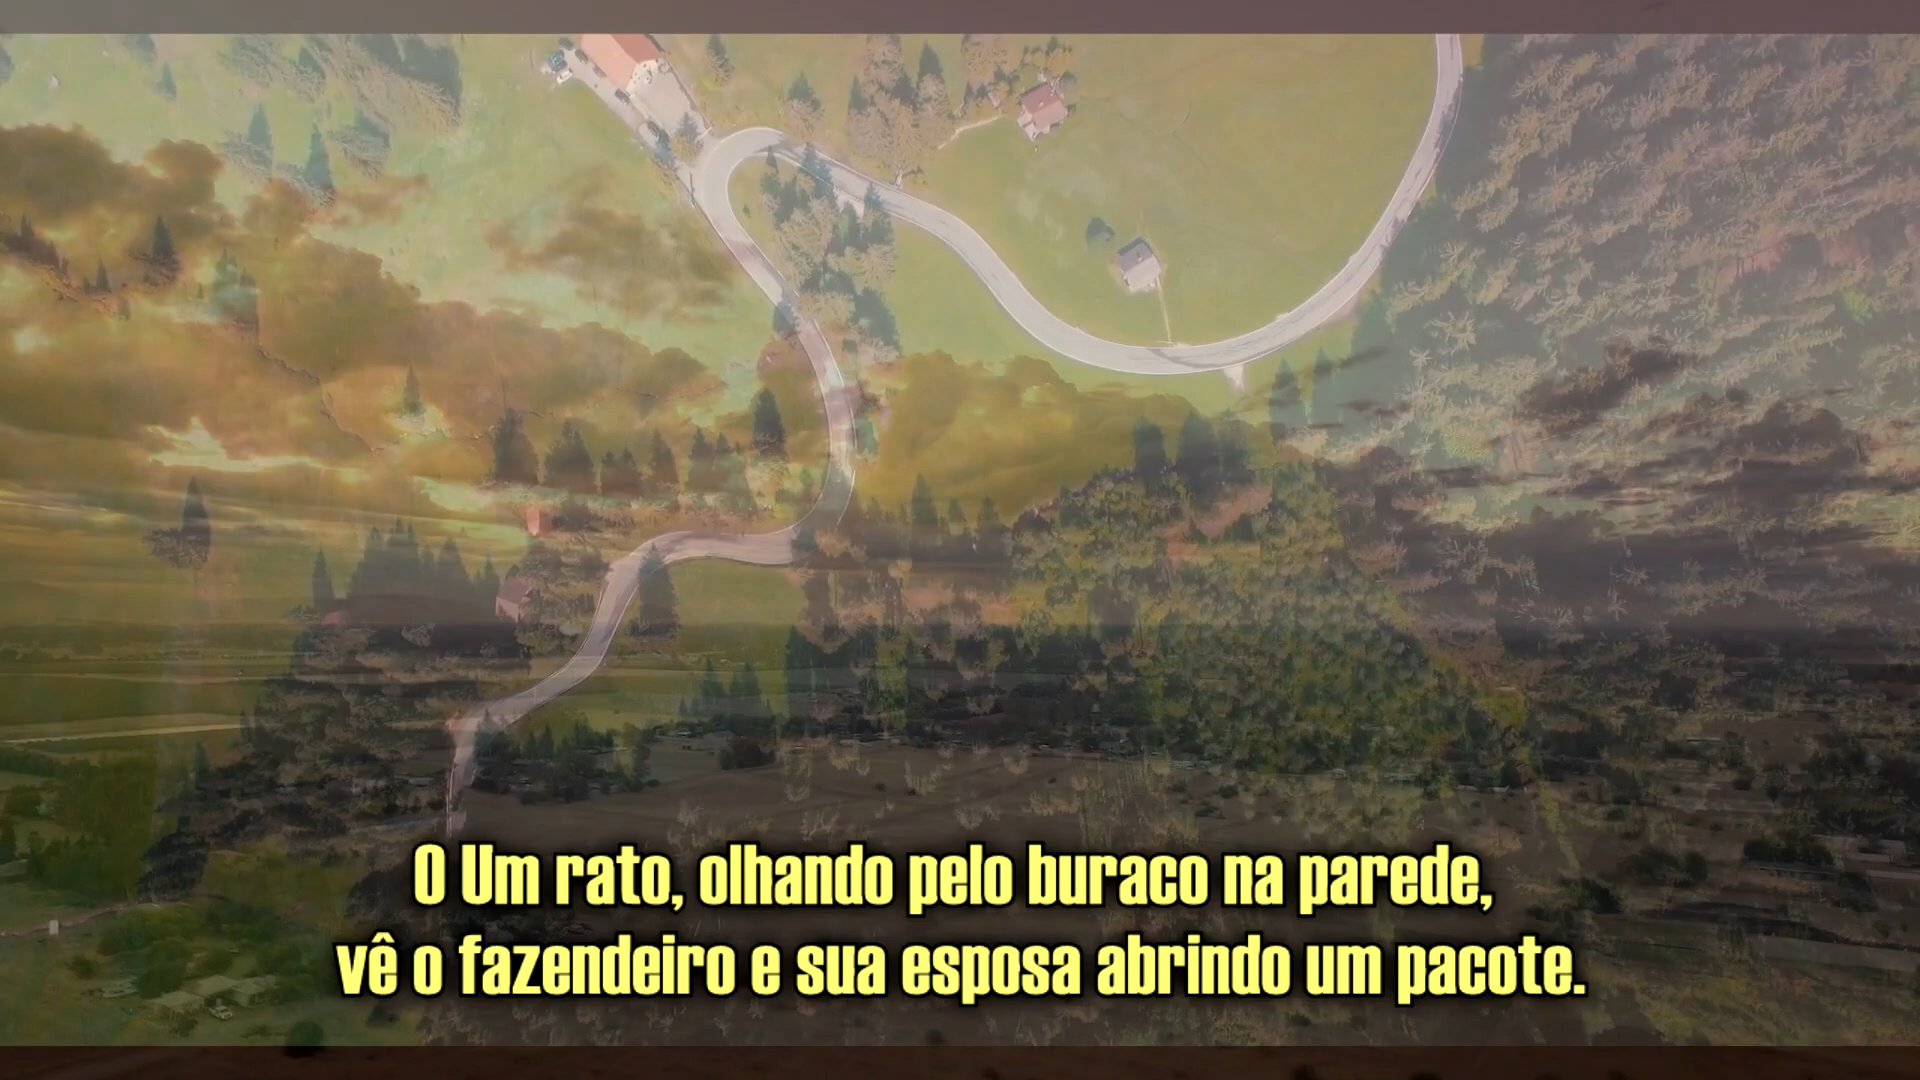 O Um rato, olhando pelo buraco na parede,
vê o fazendeiro e sua esposa abrindo um pacote.